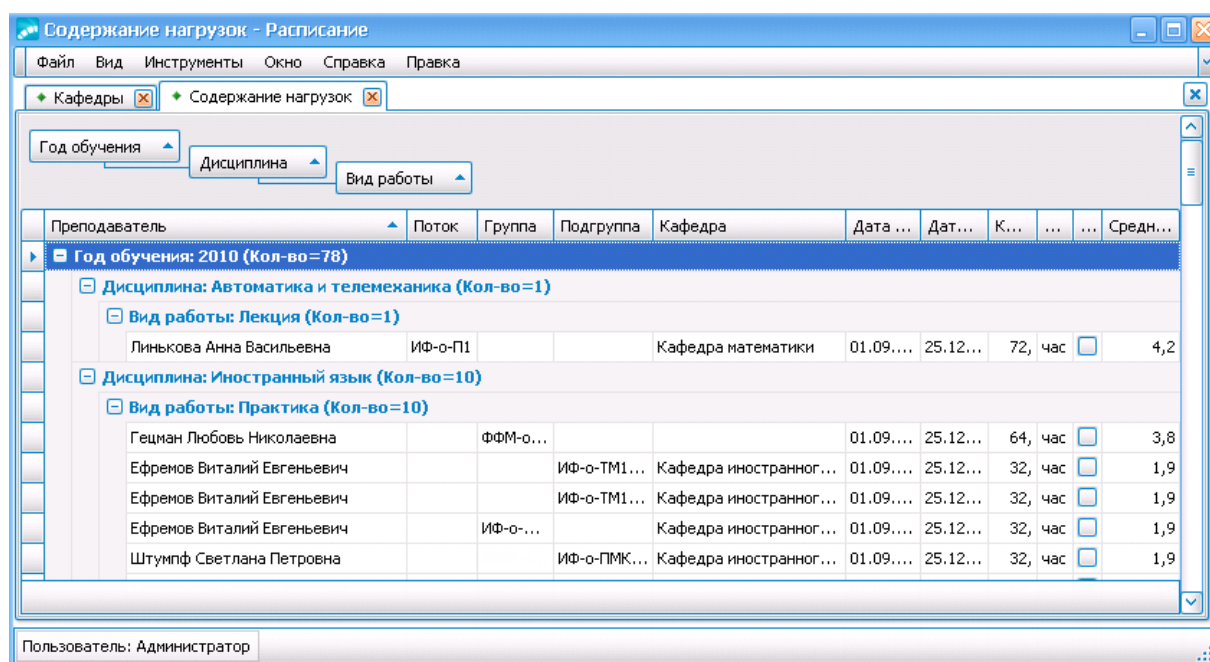 Содержание нагрузок - Расписание
Файл Вид Инструменты Окно Справка Правка
Кафедры Содержание нагрузок
Год обучения
Дисциплина
Вид работы
Преподаватель Поток Группа Подгруппа Кафедра Дата ... Дат... К... ... ... Средн...
Год обучения: 2010 (Кол-во=78)
Дисциплина: Автоматика и телемеханика (Кол-во=1)
Вид работы: Лекция (Кол-во=1)
Линькова Анна Васильевна ИФ-о-П1 Кафедра математики 01.09.... 25.12... 72, час 4,2
Дисциплина: Иностранный язык (Кол-во=10)
Вид работы: Практика (Кол-во=10)
Гецман Любовь Николаевна ФФМ-о... 01.09.... 25.12... 64, час 3,8
Ефремов Виталий Евгеньевич ИФ-о-ТМ1... Кафедра иностранног... 01.09.... 25.12... 32, час 1,9
Ефремов Виталий Евгеньевич ИФ-о-ТМ1... Кафедра иностранног... 01.09.... 25.12... 32, час 1,9
Ефремов Виталий Евгеньевич ИФ-о-... Кафедра иностранног... 01.09.... 25.12... 32, час 1,9
Штумпф Светлана Петровна ИФ-о-ПМК... Кафедра иностранног... 01.09.... 25.12... 32, час 1,9
Пользователь: Администратор